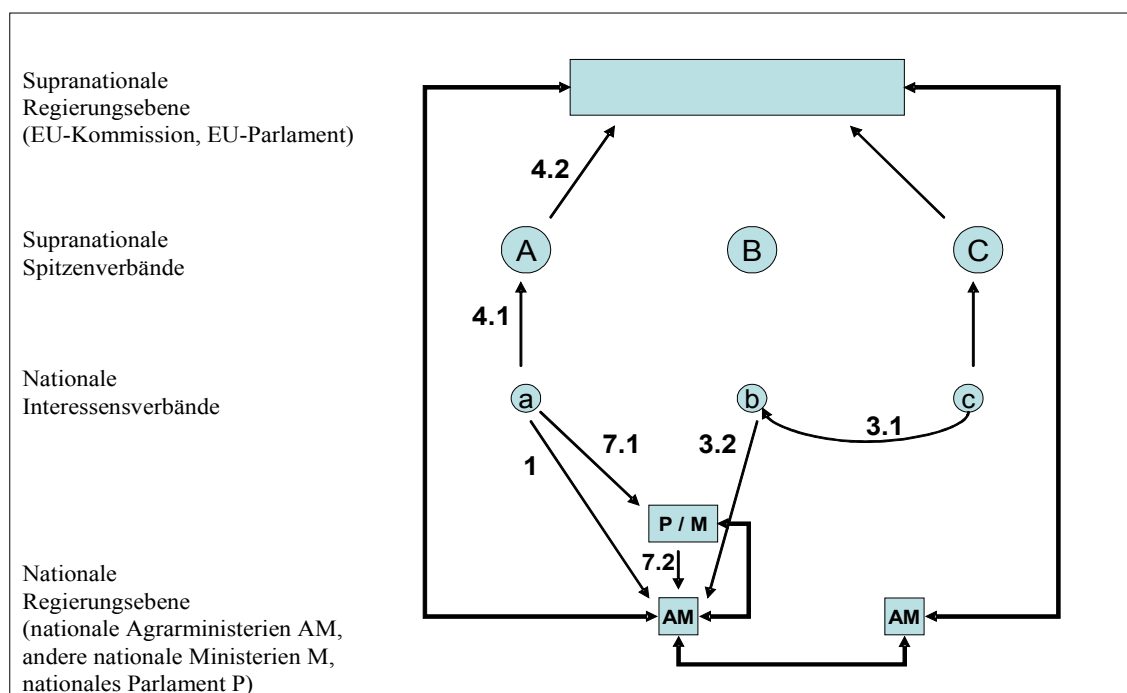 Supranationale
Regierungsebene
(EU-Kommission, EU-Parlament)
4.2
Supranationale
Spitzenverbände
A
B
C
4.1
Nationale
Interessensverbände
a
b
c
7.1
3.2
3.1
1
P / M
7.2
Nationale
Regierungsebene
(nationale Agrarministerien AM,
andere nationale Ministerien M,
nationales Parlament P)
AM
AM